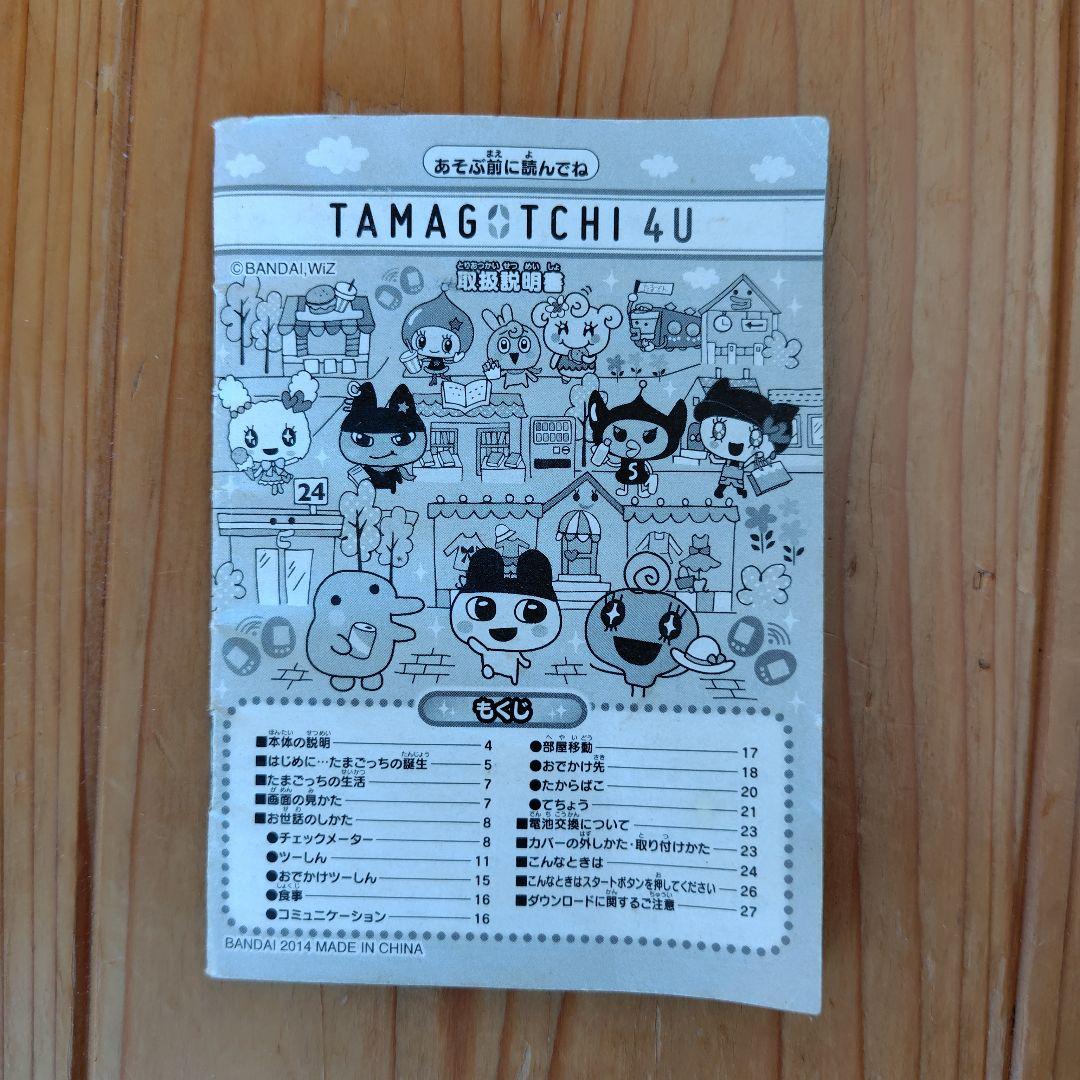 あそぶ前に読んでね
TAMAGOTCHI 4U
©BANDAI,WiZ
取扱説明書
24
S
もくじ
■本体の説明 4
■はじめに…たまごっちの誕生 5
■たまごっちの生活 7
■画面の見かた 7
■お世話のしかた 8
●チェックメーター 8
●ツーしん 11
●おでかけツーしん 15
●食事 16
●コミュニケーション 16
●部屋移動 17
●おでかけ先 18
●たからばこ 20
●てちょう 21
■電池交換について 23
■カバーの外しかた・取り付けかた 23
■こんなときは 24
■こんなときはスタートボタンを押してください 26
■ダウンロードに関するご注意 27
BANDAI 2014 MADE IN CHINA